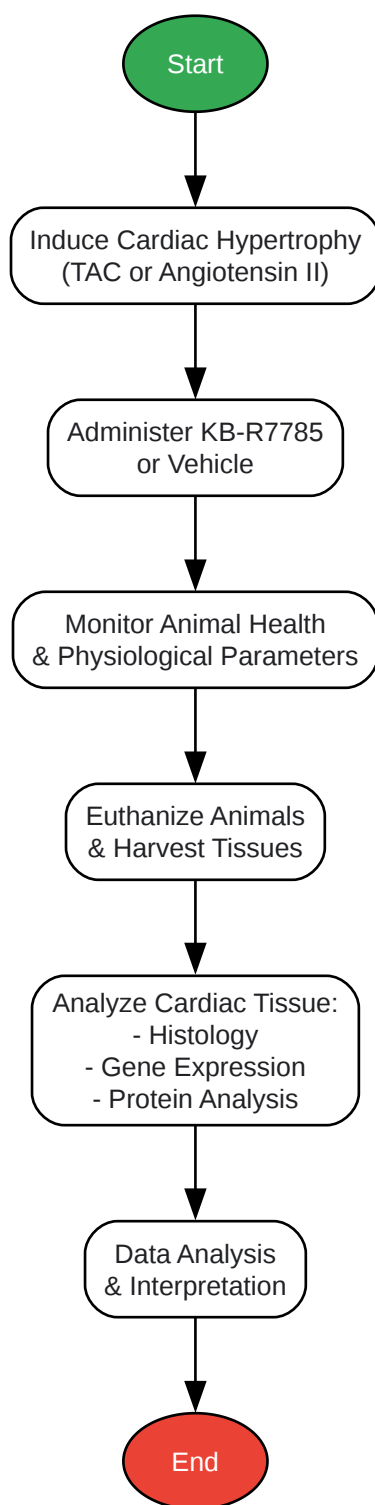 Start
Induce Cardiac Hypertrophy
(TAC or Angiotensin II)
Administer KB-R7785
or Vehicle
Monitor Animal Health
& Physiological Parameters
Euthanize Animals
& Harvest Tissues
Analyze Cardiac Tissue:
- Histology
- Gene Expression
- Protein Analysis
Data Analysis
& Interpretation
End